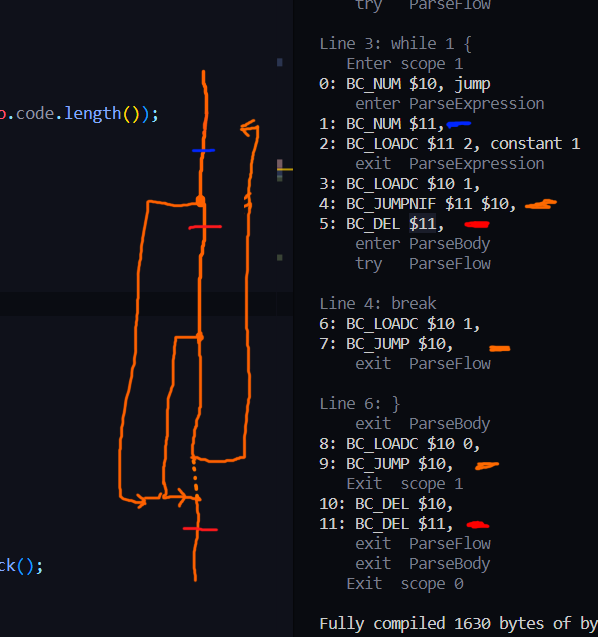 try   ParseFlow
Line 3: while 1 {
Enter scope 1
0: BC_NUM $10, jump
enter ParseExpression
o.code.length());
1: BC_NUM $11,
2: BC_LOADC $11 2, constant 1
exit  ParseExpression
3: BC_LOADC $10 1,
4: BC_JUMPNIF $11 $10,
5: BC_DEL $11,
enter ParseBody
try   ParseFlow
Line 4: break
6: BC_LOADC $10 1,
7: BC_JUMP $10,
exit  ParseFlow
Line 6: }
exit  ParseBody
8: BC_LOADC $10 0,
9: BC_JUMP $10,
Exit  scope 1
10: BC_DEL $10,
11: BC_DEL $11,
exit  ParseFlow
ck();
exit  ParseBody
Exit  scope 0
Fully compiled 1630 bytes of by